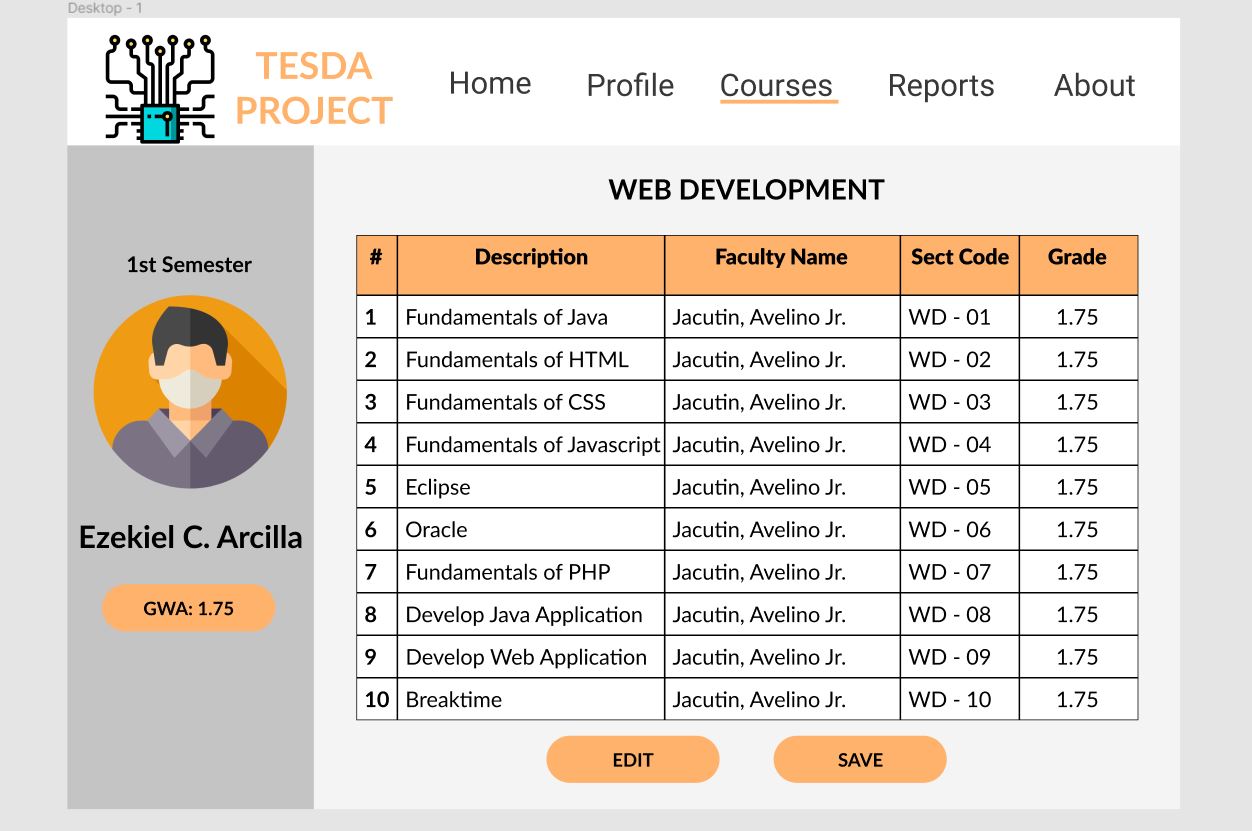 Desktop - 1
TESDA
PROJECT
Home Profile Courses Reports About
1st Semester
Ezekiel C. Arcilla
GWA: 1.75
WEB DEVELOPMENT
# Description Faculty Name Sect Code Grade
1 Fundamentals of Java Jacutin, Avelino Jr. WD - 01 1.75
2 Fundamentals of HTML Jacutin, Avelino Jr. WD - 02 1.75
3 Fundamentals of CSS Jacutin, Avelino Jr. WD - 03 1.75
4 Fundamentals of Javascript Jacutin, Avelino Jr. WD - 04 1.75
5 Eclipse Jacutin, Avelino Jr. WD - 05 1.75
6 Oracle Jacutin, Avelino Jr. WD - 06 1.75
7 Fundamentals of PHP Jacutin, Avelino Jr. WD - 07 1.75
8 Develop Java Application Jacutin, Avelino Jr. WD - 08 1.75
9 Develop Web Application Jacutin, Avelino Jr. WD - 09 1.75
10 Breaktime Jacutin, Avelino Jr. WD - 10 1.75
EDIT SAVE